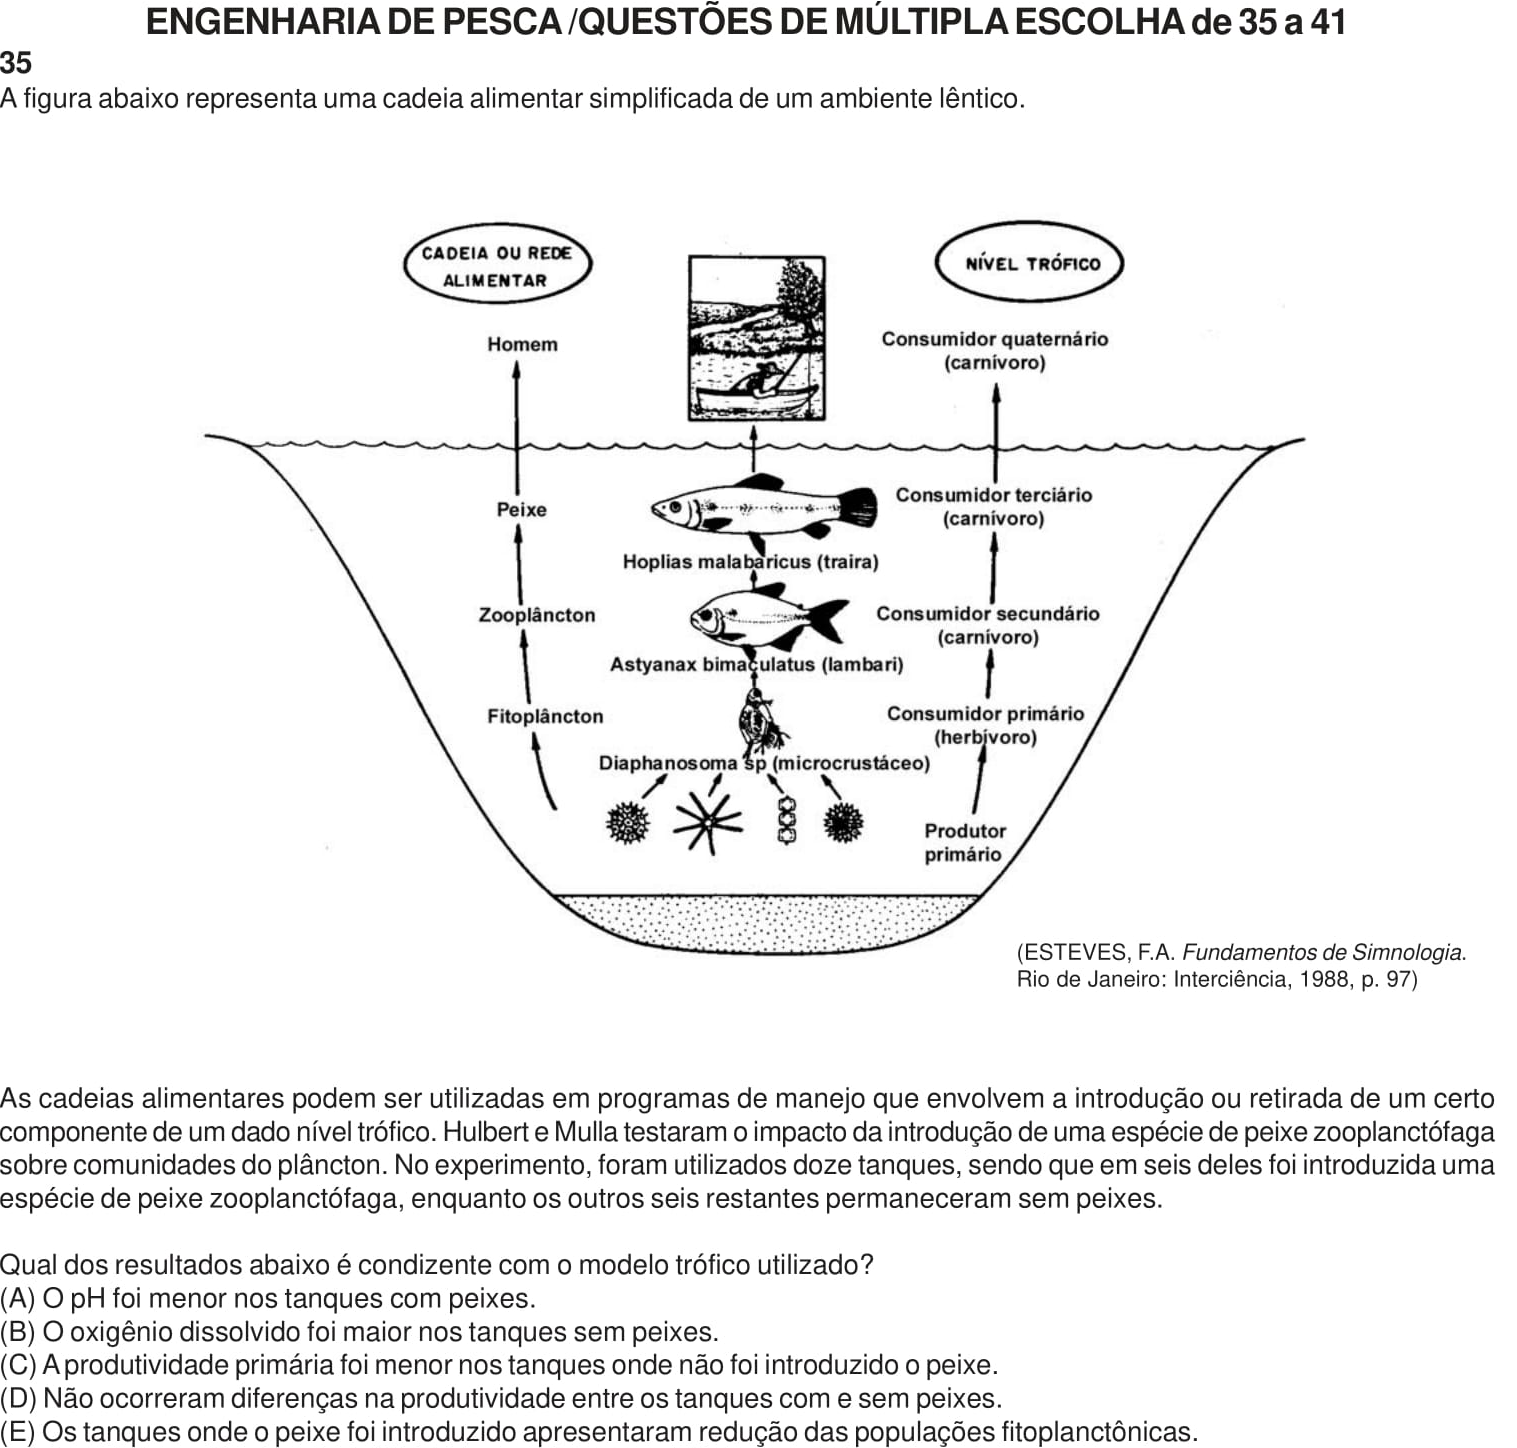 ENGENHARIA DE PESCA /QUESTÕES DE MÚLTIPLA ESCOLHA de 35 a 41
35
A figura abaixo representa uma cadeia alimentar simplificada de um ambiente lêntico.
CADEIA OU REDE
ALIMENTAR
NÍVEL TRÓFICO
Homem
Consumidor quaternário
(carnívoro)
Peixe
Consumidor terciário
(carnívoro)
Hoplias malabaricus (traira)
Zooplâncton
Consumidor secundário
(carnívoro)
Astyanax bimaculatus (lambari)
Fitoplâncton
Consumidor primário
(herbívoro)
Diaphanosoma sp (microcrustáceo)
Produtor
primário
(ESTEVES, F.A. Fundamentos de Simnologia.
Rio de Janeiro: Interciência, 1988, p. 97)
As cadeias alimentares podem ser utilizadas em programas de manejo que envolvem a introdução ou retirada de um certo
componente de um dado nível trófico. Hulbert e Mulla testaram o impacto da introdução de uma espécie de peixe zooplanctófaga
sobre comunidades do plâncton. No experimento, foram utilizados doze tanques, sendo que em seis deles foi introduzida uma
espécie de peixe zooplanctófaga, enquanto os outros seis restantes permaneceram sem peixes.
Qual dos resultados abaixo é condizente com o modelo trófico utilizado?
(A) O pH foi menor nos tanques com peixes.
(B) O oxigênio dissolvido foi maior nos tanques sem peixes.
(C) A produtividade primária foi menor nos tanques onde não foi introduzido o peixe.
(D) Não ocorreram diferenças na produtividade entre os tanques com e sem peixes.
(E) Os tanques onde o peixe foi introduzido apresentaram redução das populações fitoplanctônicas.